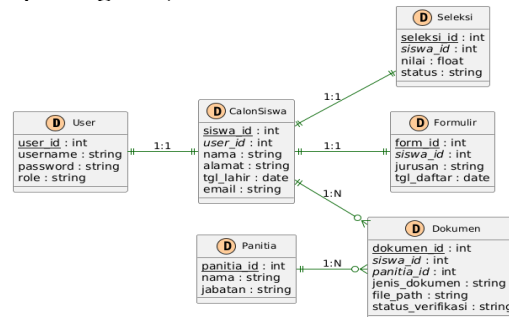 D Seleksi
seleksi_id : int
siswa_id : int
nilai : float
status : string
1:1
D User
user_id : int
username : string
password : string
role : string
1:1
D CalonSiswa
siswa_id : int
user_id : int
nama : string
alamat : string
tgl_lahir : date
email : string
1:1
D Formulir
form_id : int
siswa_id : int
jurusan : string
tgl_daftar : date
1:N
D Panitia
panitia_id : int
nama : string
jabatan : string
1:N
D Dokumen
dokumen_id : int
siswa_id : int
panitia_id : int
jenis_dokumen : string
file_path : string
status_verifikasi : string